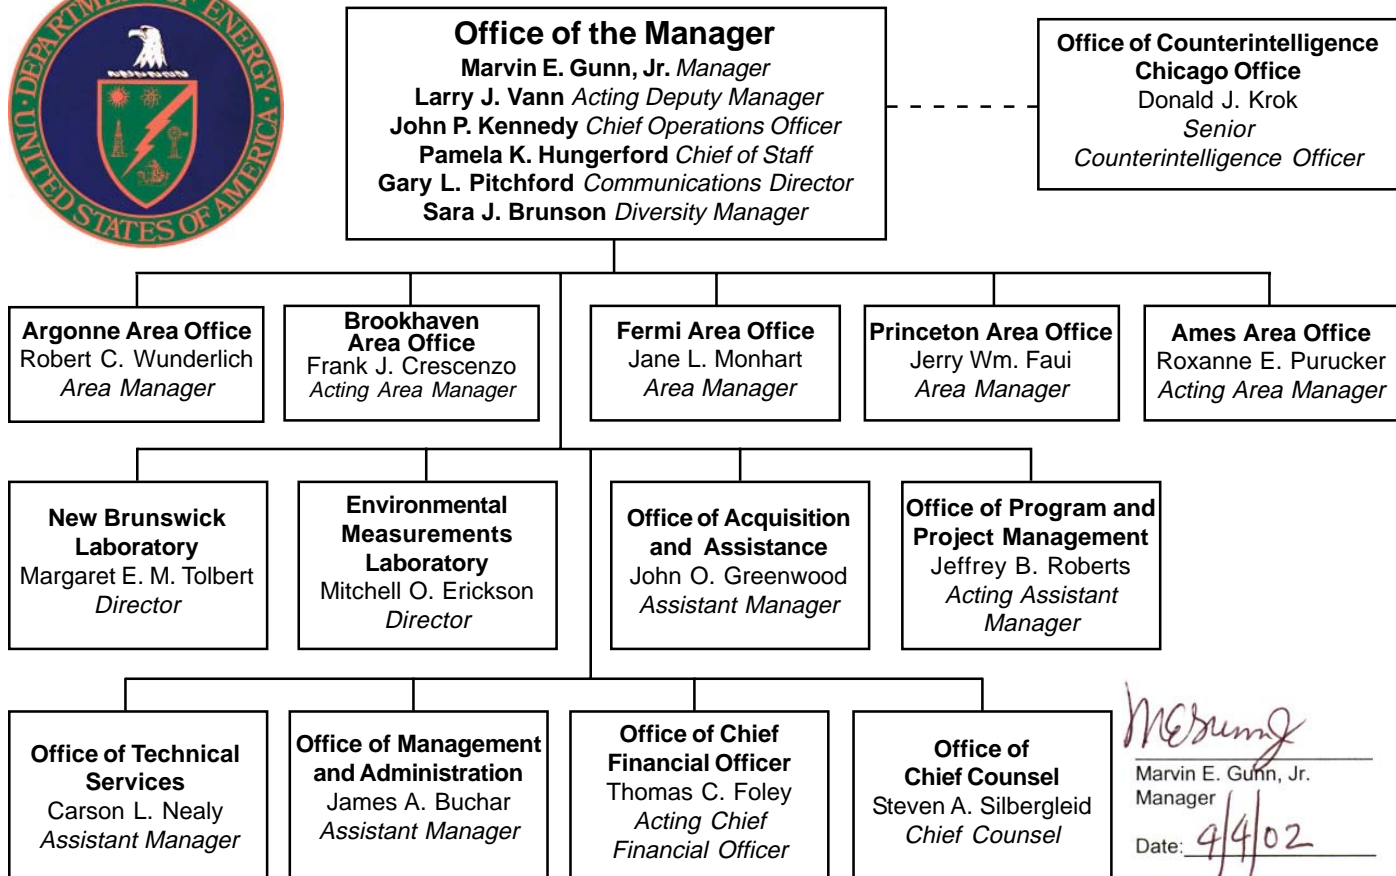 DEPARTMENT OF ENERGY
UNITED STATES OF AMERICA
Office of the Manager
Marvin E. Gunn, Jr. Manager
Larry J. Vann Acting Deputy Manager
John P. Kennedy Chief Operations Officer
Pamela K. Hungerford Chief of Staff
Gary L. Pitchford Communications Director
Sara J. Brunson Diversity Manager
Office of Counterintelligence
Chicago Office
Donald J. Krok
Senior
Counterintelligence Officer
Argonne Area Office
Robert C. Wunderlich
Area Manager
Brookhaven
Area Office
Frank J. Crescenzo
Acting Area Manager
Fermi Area Office
Jane L. Monhart
Area Manager
Princeton Area Office
Jerry Wm. Faui
Area Manager
Ames Area Office
Roxanne E. Purucker
Acting Area Manager
New Brunswick
Laboratory
Margaret E. M. Tolbert
Director
Environmental
Measurements
Laboratory
Mitchell O. Erickson
Director
Office of Acquisition
and Assistance
John O. Greenwood
Assistant Manager
Office of Program and
Project Management
Jeffrey B. Roberts
Acting Assistant
Manager
Office of Technical
Services
Carson L. Nealy
Assistant Manager
Office of Management
and Administration
James A. Buchar
Assistant Manager
Office of Chief
Financial Officer
Thomas C. Foley
Acting Chief
Financial Officer
Office of
Chief Counsel
Steven A. Silbergleid
Chief Counsel
Marvin E. Gunn, Jr.
Manager
Date: 9/4/02